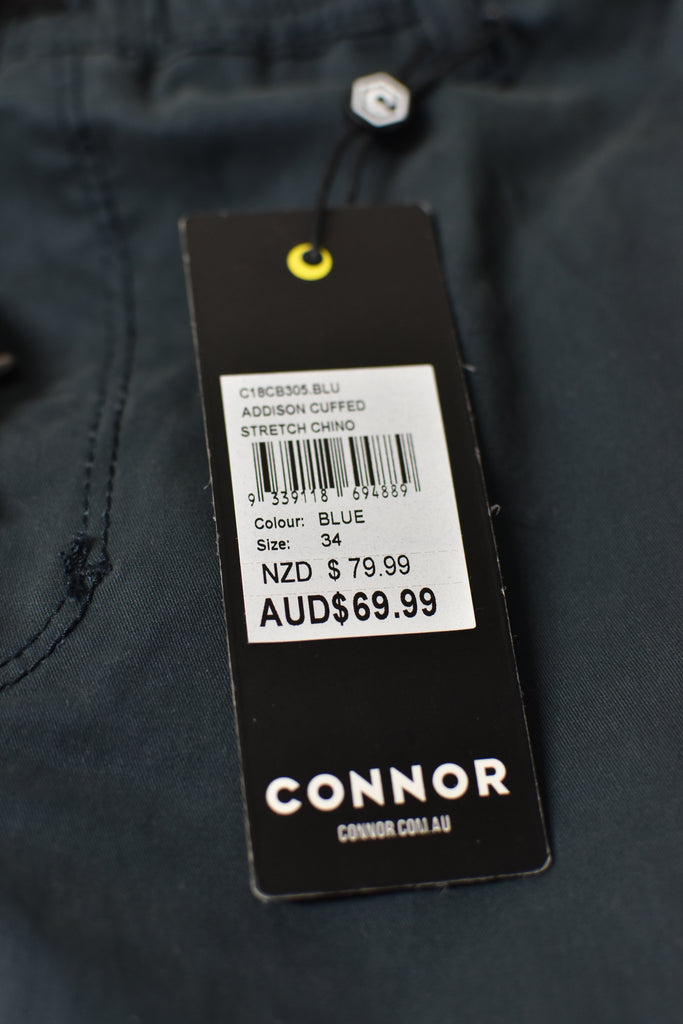 C18CB305.BLU
ADDISON CUFFED
STRETCH CHINO
9 339118 694889
Colour: BLUE
Size: 34
NZD $ 79.99
AUD$69.99
CONNOR
CONNOR.COM.AU